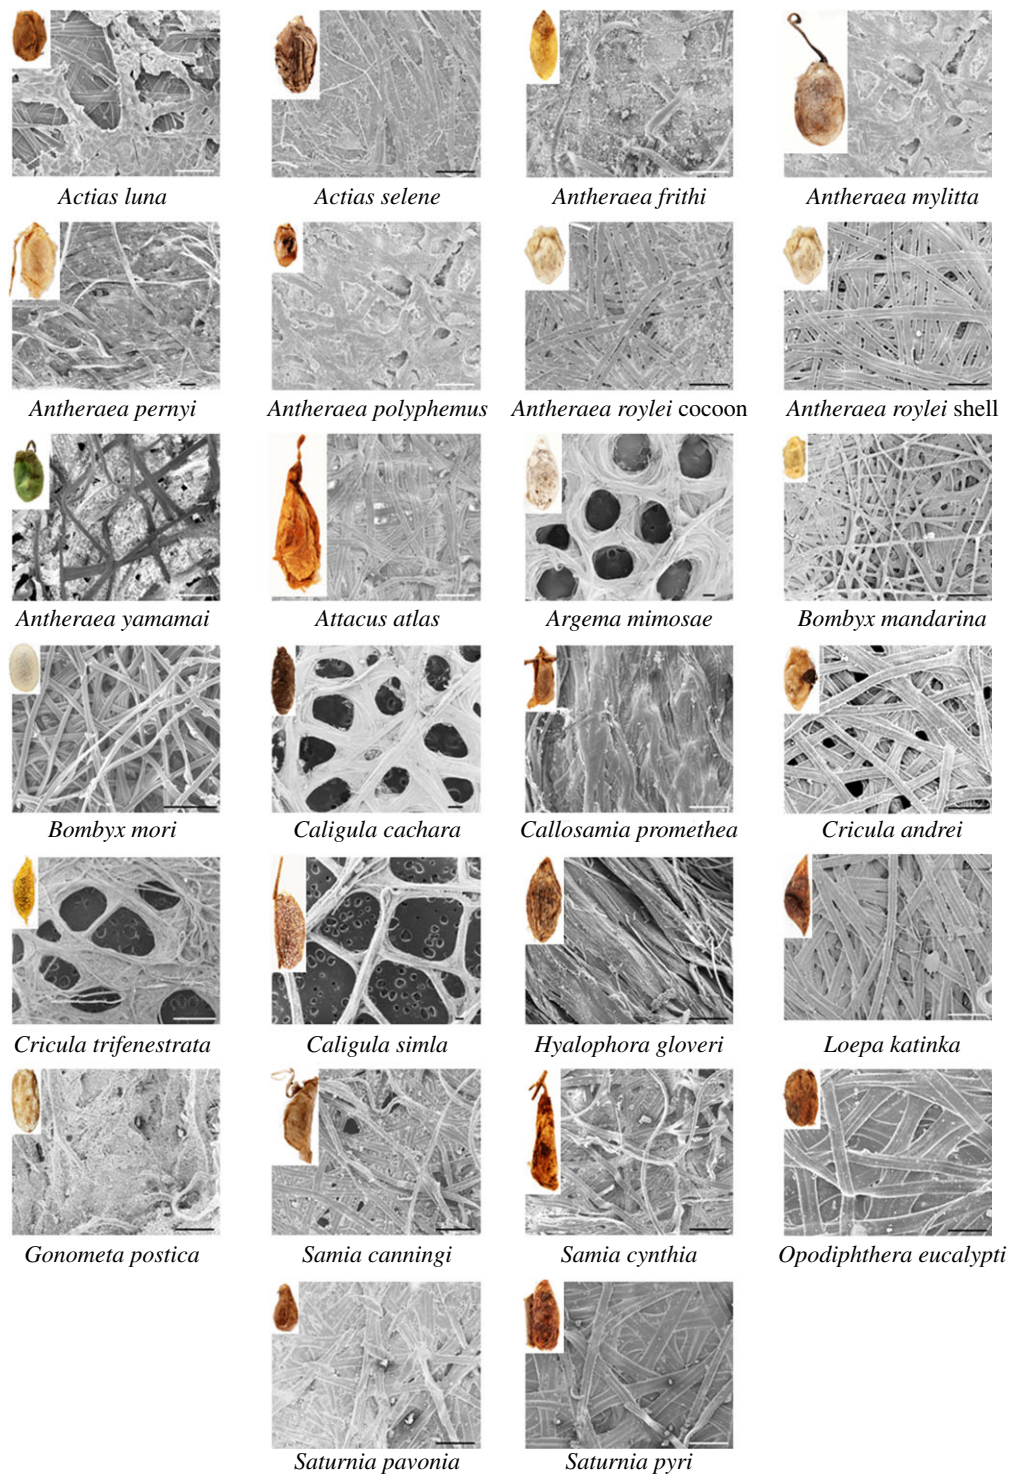 Actias luna
Actias selene
Antheraea frithi
Antheraea mylitta
Antheraea pernyi
Antheraea polyphemus
Antheraea roylei cocoon
Antheraea roylei shell
Antheraea yamamai
Attacus atlas
Argema mimosae
Bombyx mandarina
Bombyx mori
Caligula cachara
Callosamia promethea
Cricula andrei
Cricula trifenestrata
Caligula simla
Hyalophora gloveri
Loepa katinka
Gonometa postica
Samia canningi
Samia cynthia
Opodiphthera eucalypti
Saturnia pavonia
Saturnia pyri